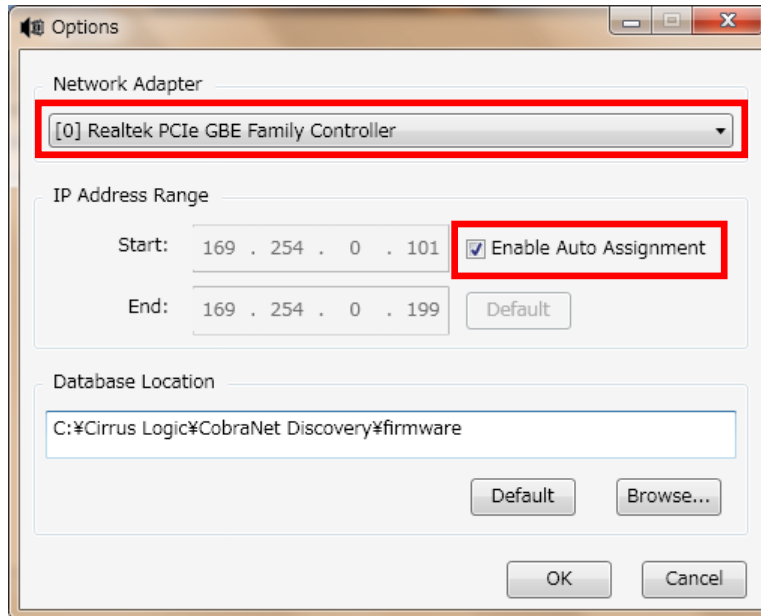 Options
Network Adapter
[0] Realtek PCIe GBE Family Controller
IP Address Range
Start: 169 . 254 . 0 . 101 Enable Auto Assignment
End: 169 . 254 . 0 . 199 Default
Database Location
C:¥Cirrus Logic¥CobraNet Discovery¥firmware
Default Browse...
OK Cancel